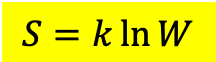 S = k ln W